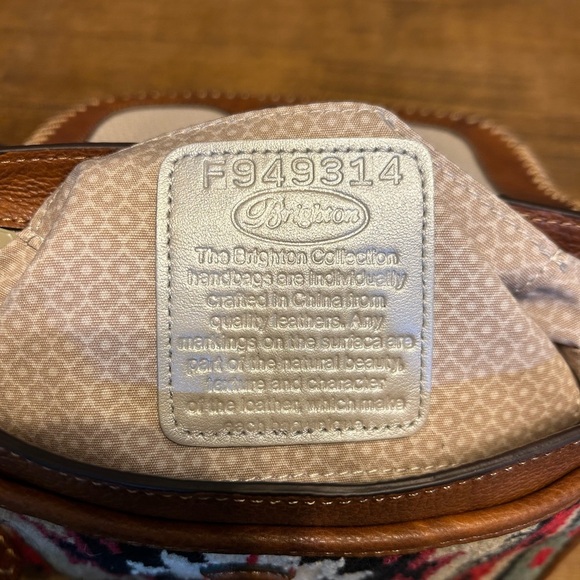 F949314
Brighton
The Brighton Collection
handbags are individually
crafted in China from
quality leathers. Any
markings on the surface are
part of the natural beauty,
texture and character
of the leather, which make
each